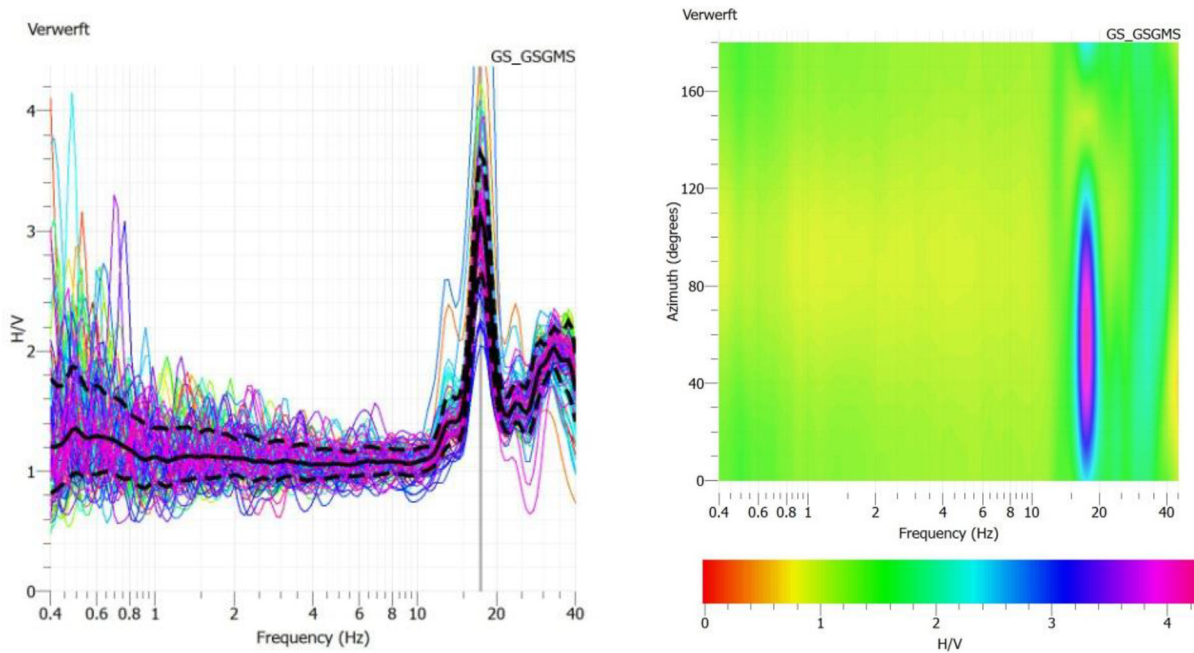 Verwerft
GS_GSGMS
4
3
2
1
0
H/V
0.4 0.6 0.8 1 2 4 6 8 10 20 40
Frequency (Hz)
Verwerft
GS_GSGMS
160
120
80
40
0
Azimuth (degrees)
0.4 0.6 0.8 1 2 4 6 8 10 20 40
Frequency (Hz)
0 1 2 3 4
H/V